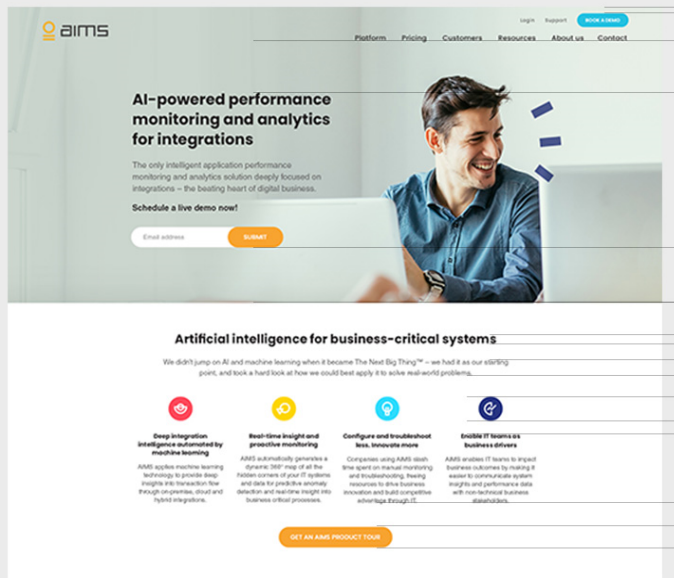 aims
Login Support BOOK A DEMO
Platform Pricing Customers Resources About us Contact
AI-powered performance
monitoring and analytics
for integrations
The only intelligent application performance
monitoring and analytics solution deeply focused on
integrations – the beating heart of digital business.
Schedule a live demo now!
Email address SUBMIT
Artificial intelligence for business-critical systems
We didn't jump on AI and machine learning when it became The Next Big Thing™ – we had it as our starting
point, and took a hard look at how we could best apply it to solve real-world problems.
Deep integration
intelligence automated by
machine learning
AIMS applies machine learning
technology to provide deep
insights into transaction flow
through on-premise, cloud and
hybrid integrations.
Real-time insight and
proactive monitoring
AIMS automatically generates a
dynamic 360° map of all the
hidden corners of your IT systems
and data for predictive anomaly
detection and real-time insight into
business critical processes.
Configure and troubleshoot
less. Innovate more
Companies using AIMS slash
time spent on manual monitoring
and troubleshooting, freeing
resources to drive business
innovation and build competitive
advantage through IT.
Enable IT teams as
business drivers
AIMS enables IT teams to impact
business outcomes by making it
easier to communicate system
insights and performance data
with non-technical business
stakeholders.
GET AN AIMS PRODUCT TOUR